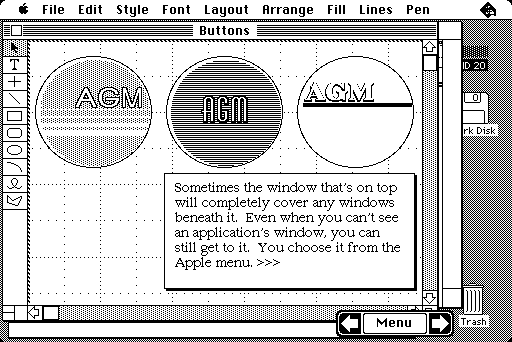 File Edit Style Font Layout Arrange Fill Lines Pen
Buttons
T
AGM
AGM
AGM
Sometimes the window that's on top
will completely cover any windows
beneath it. Even when you can't see
an application's window, you can
still get to it. You choose it from the
Apple menu. >>>
D 20
rk Disk
Trash
Menu